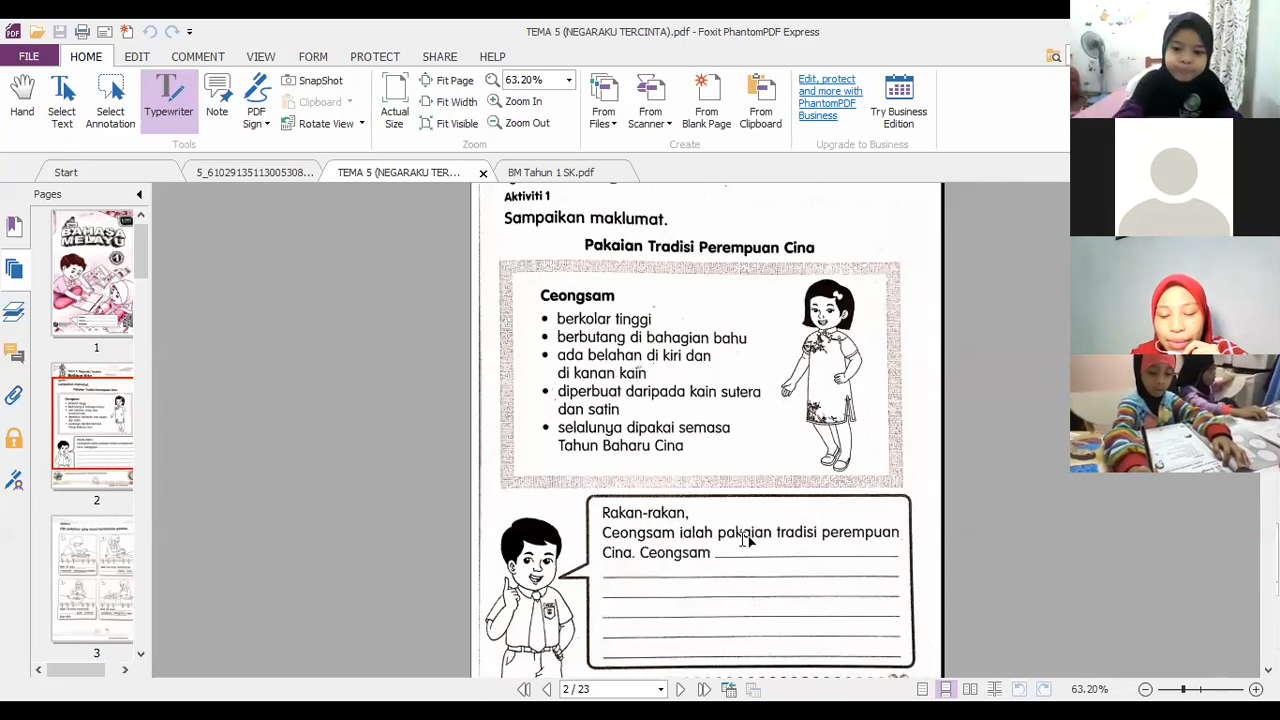 TEMA 5 (NEGARAKU TERCINTA).pdf - Foxit PhantomPDF Express
FILE HOME EDIT COMMENT VIEW FORM PROTECT SHARE HELP
Hand
Select Text
Select Annotation
Typewriter
SnapShot
Clipboard
Rotate View
Note
PDF Sign
Tools
Actual Size
Fit Page
Fit Width
Fit Visible
63.20%
Zoom In
Zoom Out
Zoom
From Files
From Scanner
From Blank Page
From Clipboard
Create
Edit, protect
and more with
PhantomPDF
Business
Try Business Edition
Upgrade to Business
Start
5_61029135113005308...
TEMA 5 (NEGARAKU TER...
BM Tahun 1 SK.pdf
Pages
BAHASA
MELAYU
1
2
3
Aktiviti 1
Sampaikan maklumat.
Pakaian Tradisi Perempuan Cina
Ceongsam
• berkolar tinggi
• berbutang di bahagian bahu
• ada belahan di kiri dan
di kanan kain
• diperbuat daripada kain sutera
dan satin
• selalunya dipakai semasa
Tahun Baharu Cina
Rakan-rakan,
Ceongsam ialah pakaian tradisi perempuan
Cina. Ceongsam
2 / 23
63.20%